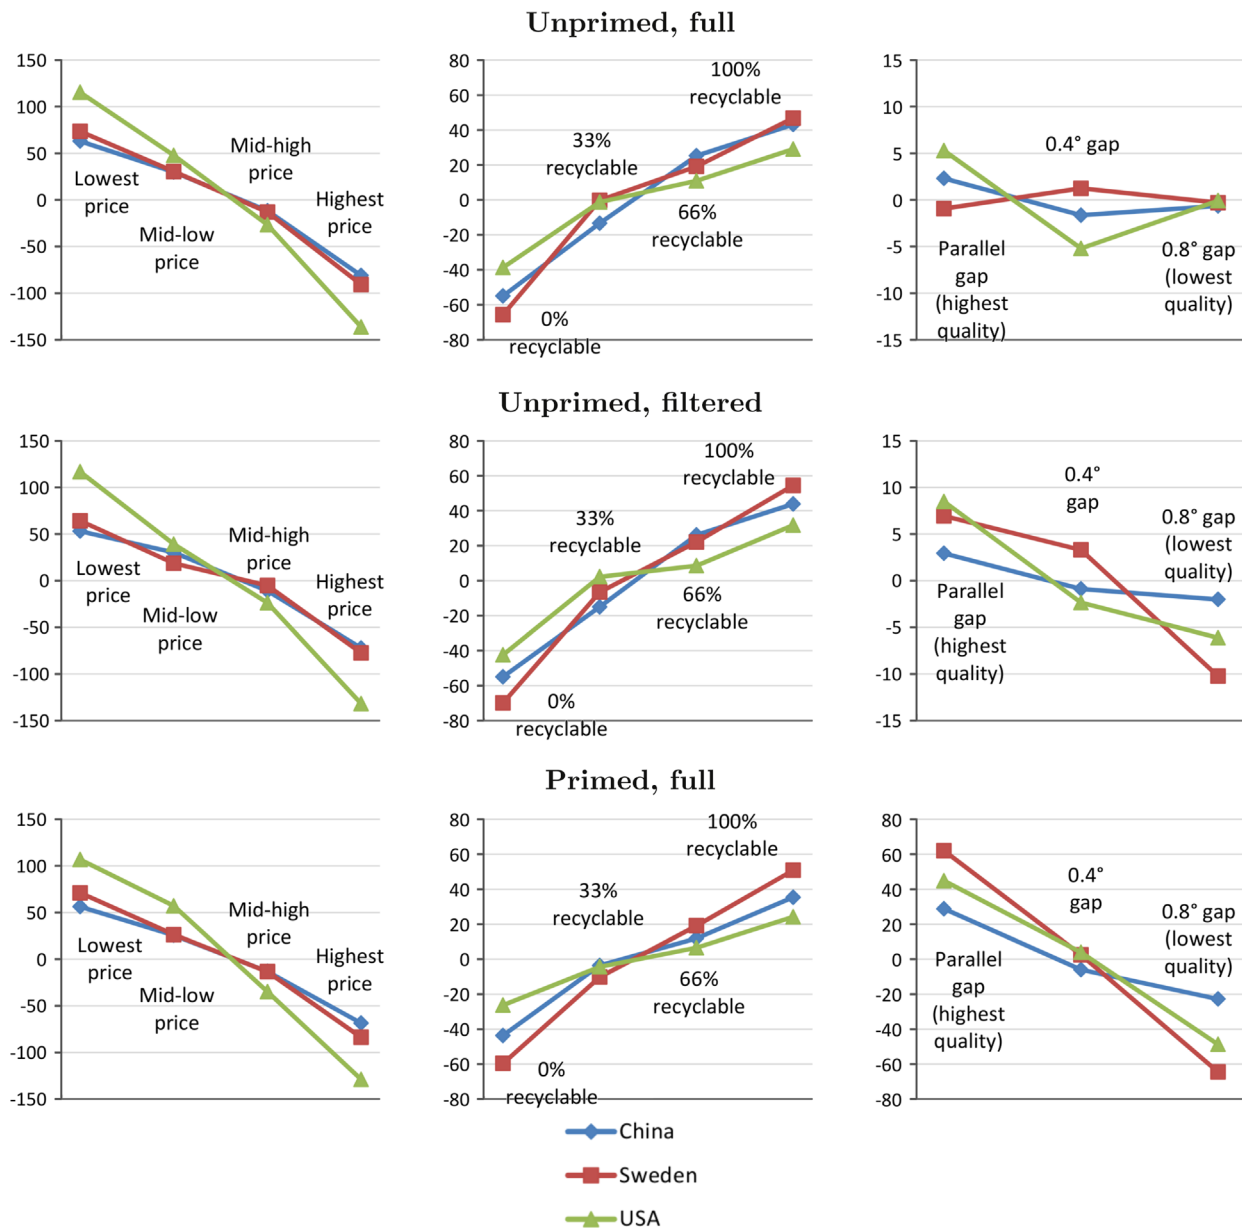 Unprimed, full
150
100
50
0
-50
-100
-150
Lowest
price
Mid-low
price
Mid-high
price
Highest
price
80
60
40
20
0
-20
-40
-60
-80
0%
recyclable
33%
recyclable
66%
recyclable
100%
recyclable
15
10
5
0
-5
-10
-15
Parallel
gap
(highest
quality)
0.4° gap
0.8° gap
(lowest
quality)
Unprimed, filtered
150
100
50
0
-50
-100
-150
Lowest
price
Mid-low
price
Mid-high
price
Highest
price
80
60
40
20
0
-20
-40
-60
-80
0%
recyclable
33%
recyclable
66%
recyclable
100%
recyclable
15
10
5
0
-5
-10
-15
Parallel
gap
(highest
quality)
0.4°
gap
0.8° gap
(lowest
quality)
Primed, full
150
100
50
0
-50
-100
-150
Lowest
price
Mid-low
price
Mid-high
price
Highest
price
80
60
40
20
0
-20
-40
-60
-80
0%
recyclable
33%
recyclable
66%
recyclable
100%
recyclable
80
60
40
20
0
-20
-40
-60
-80
Parallel
gap
(highest
quality)
0.4°
gap
0.8° gap
(lowest
quality)
China
Sweden
USA